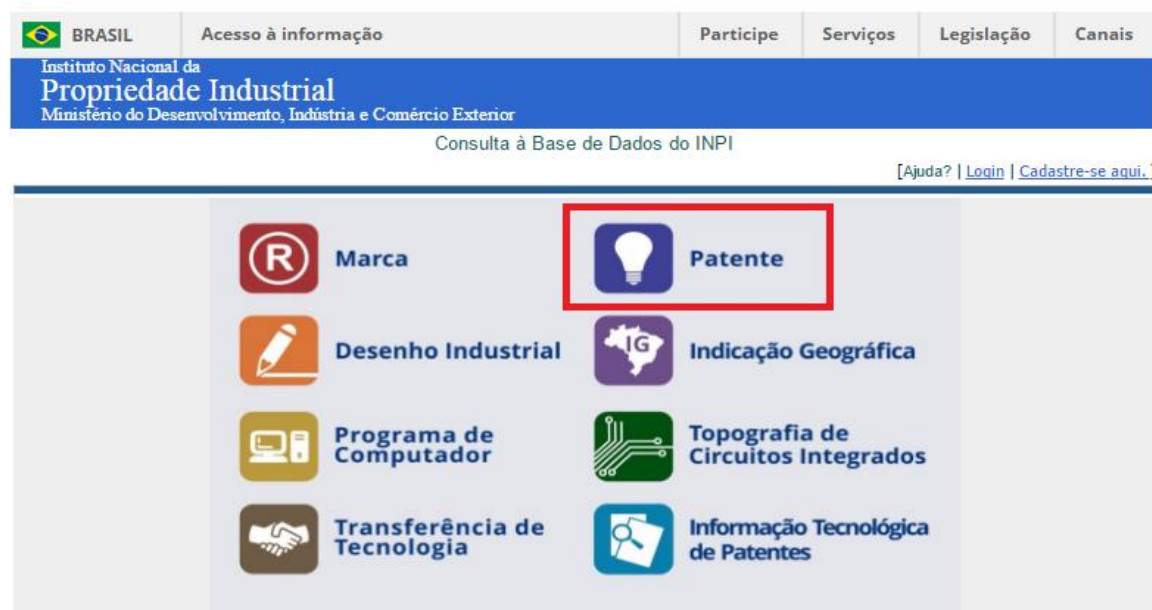 BRASIL
Acesso à informação
Participe
Serviços
Legislação
Canais
Instituto Nacional da
Propriedade Industrial
Ministério do Desenvolvimento, Indústria e Comércio Exterior
Consulta à Base de Dados do INPI
[Ajuda? | Login | Cadastre-se aqui. ]
R Marca
Patente
Desenho Industrial
IG Indicação Geográfica
Programa de
Computador
Topografia de
Circuitos Integrados
Transferência de
Tecnologia
Informação Tecnológica
de Patentes